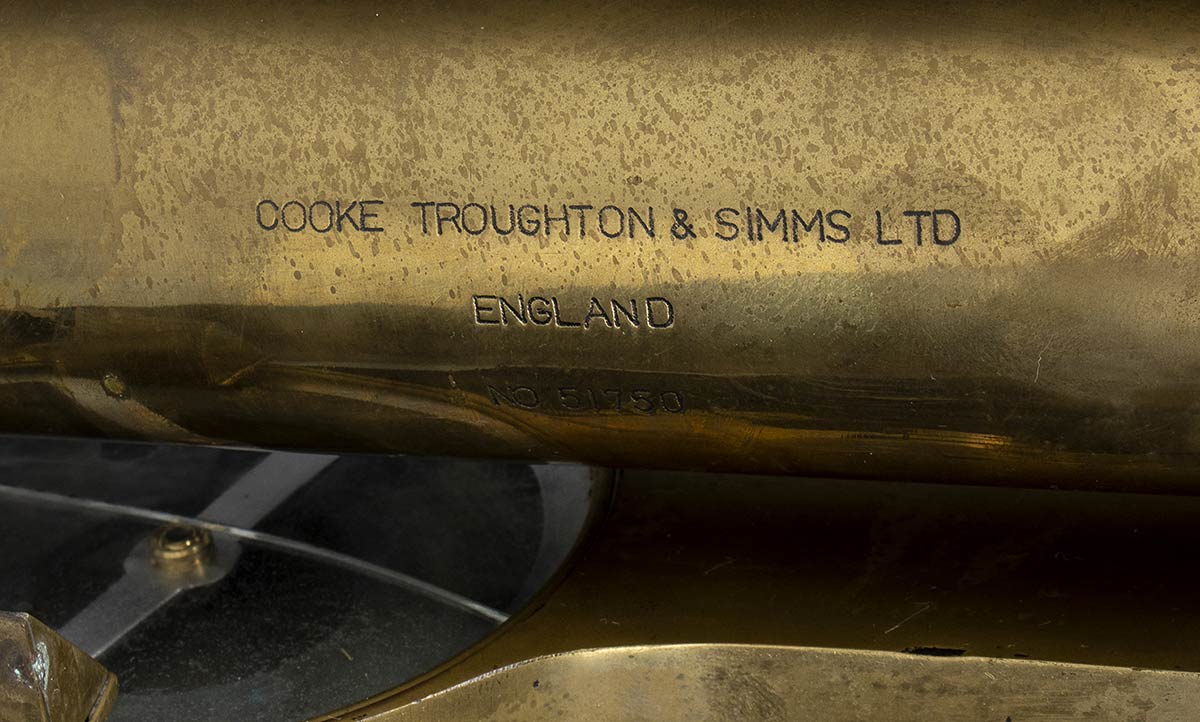 COOKE TROUGHTON & SIMMS LTD
ENGLAND
NO 51750